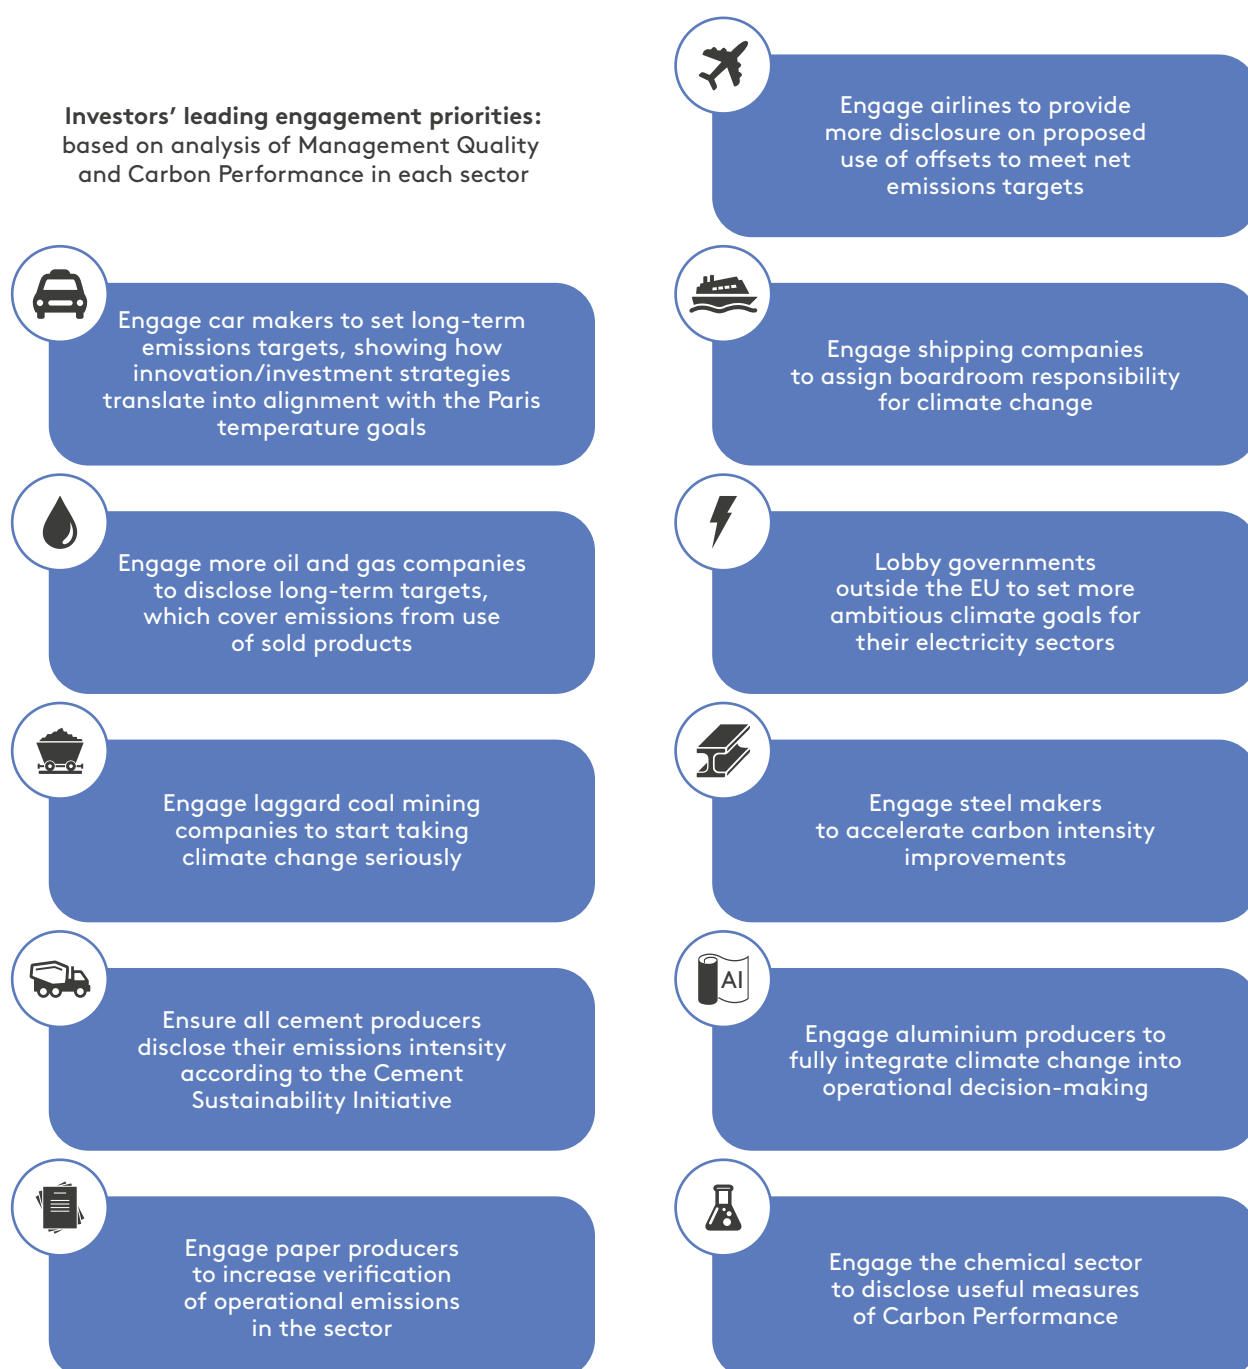 Investors’ leading engagement priorities:
based on analysis of Management Quality
and Carbon Performance in each sector
Engage airlines to provide
more disclosure on proposed
use of offsets to meet net
emissions targets
Engage car makers to set long-term
emissions targets, showing how
innovation/investment strategies
translate into alignment with the Paris
temperature goals
Engage shipping companies
to assign boardroom responsibility
for climate change
Engage more oil and gas companies
to disclose long-term targets,
which cover emissions from use
of sold products
Lobby governments
outside the EU to set more
ambitious climate goals for
their electricity sectors
Engage laggard coal mining
companies to start taking
climate change seriously
Engage steel makers
to accelerate carbon intensity
improvements
Ensure all cement producers
disclose their emissions intensity
according to the Cement
Sustainability Initiative
Al
Engage aluminium producers to
fully integrate climate change into
operational decision-making
Engage paper producers
to increase verification
of operational emissions
in the sector
Engage the chemical sector
to disclose useful measures
of Carbon Performance